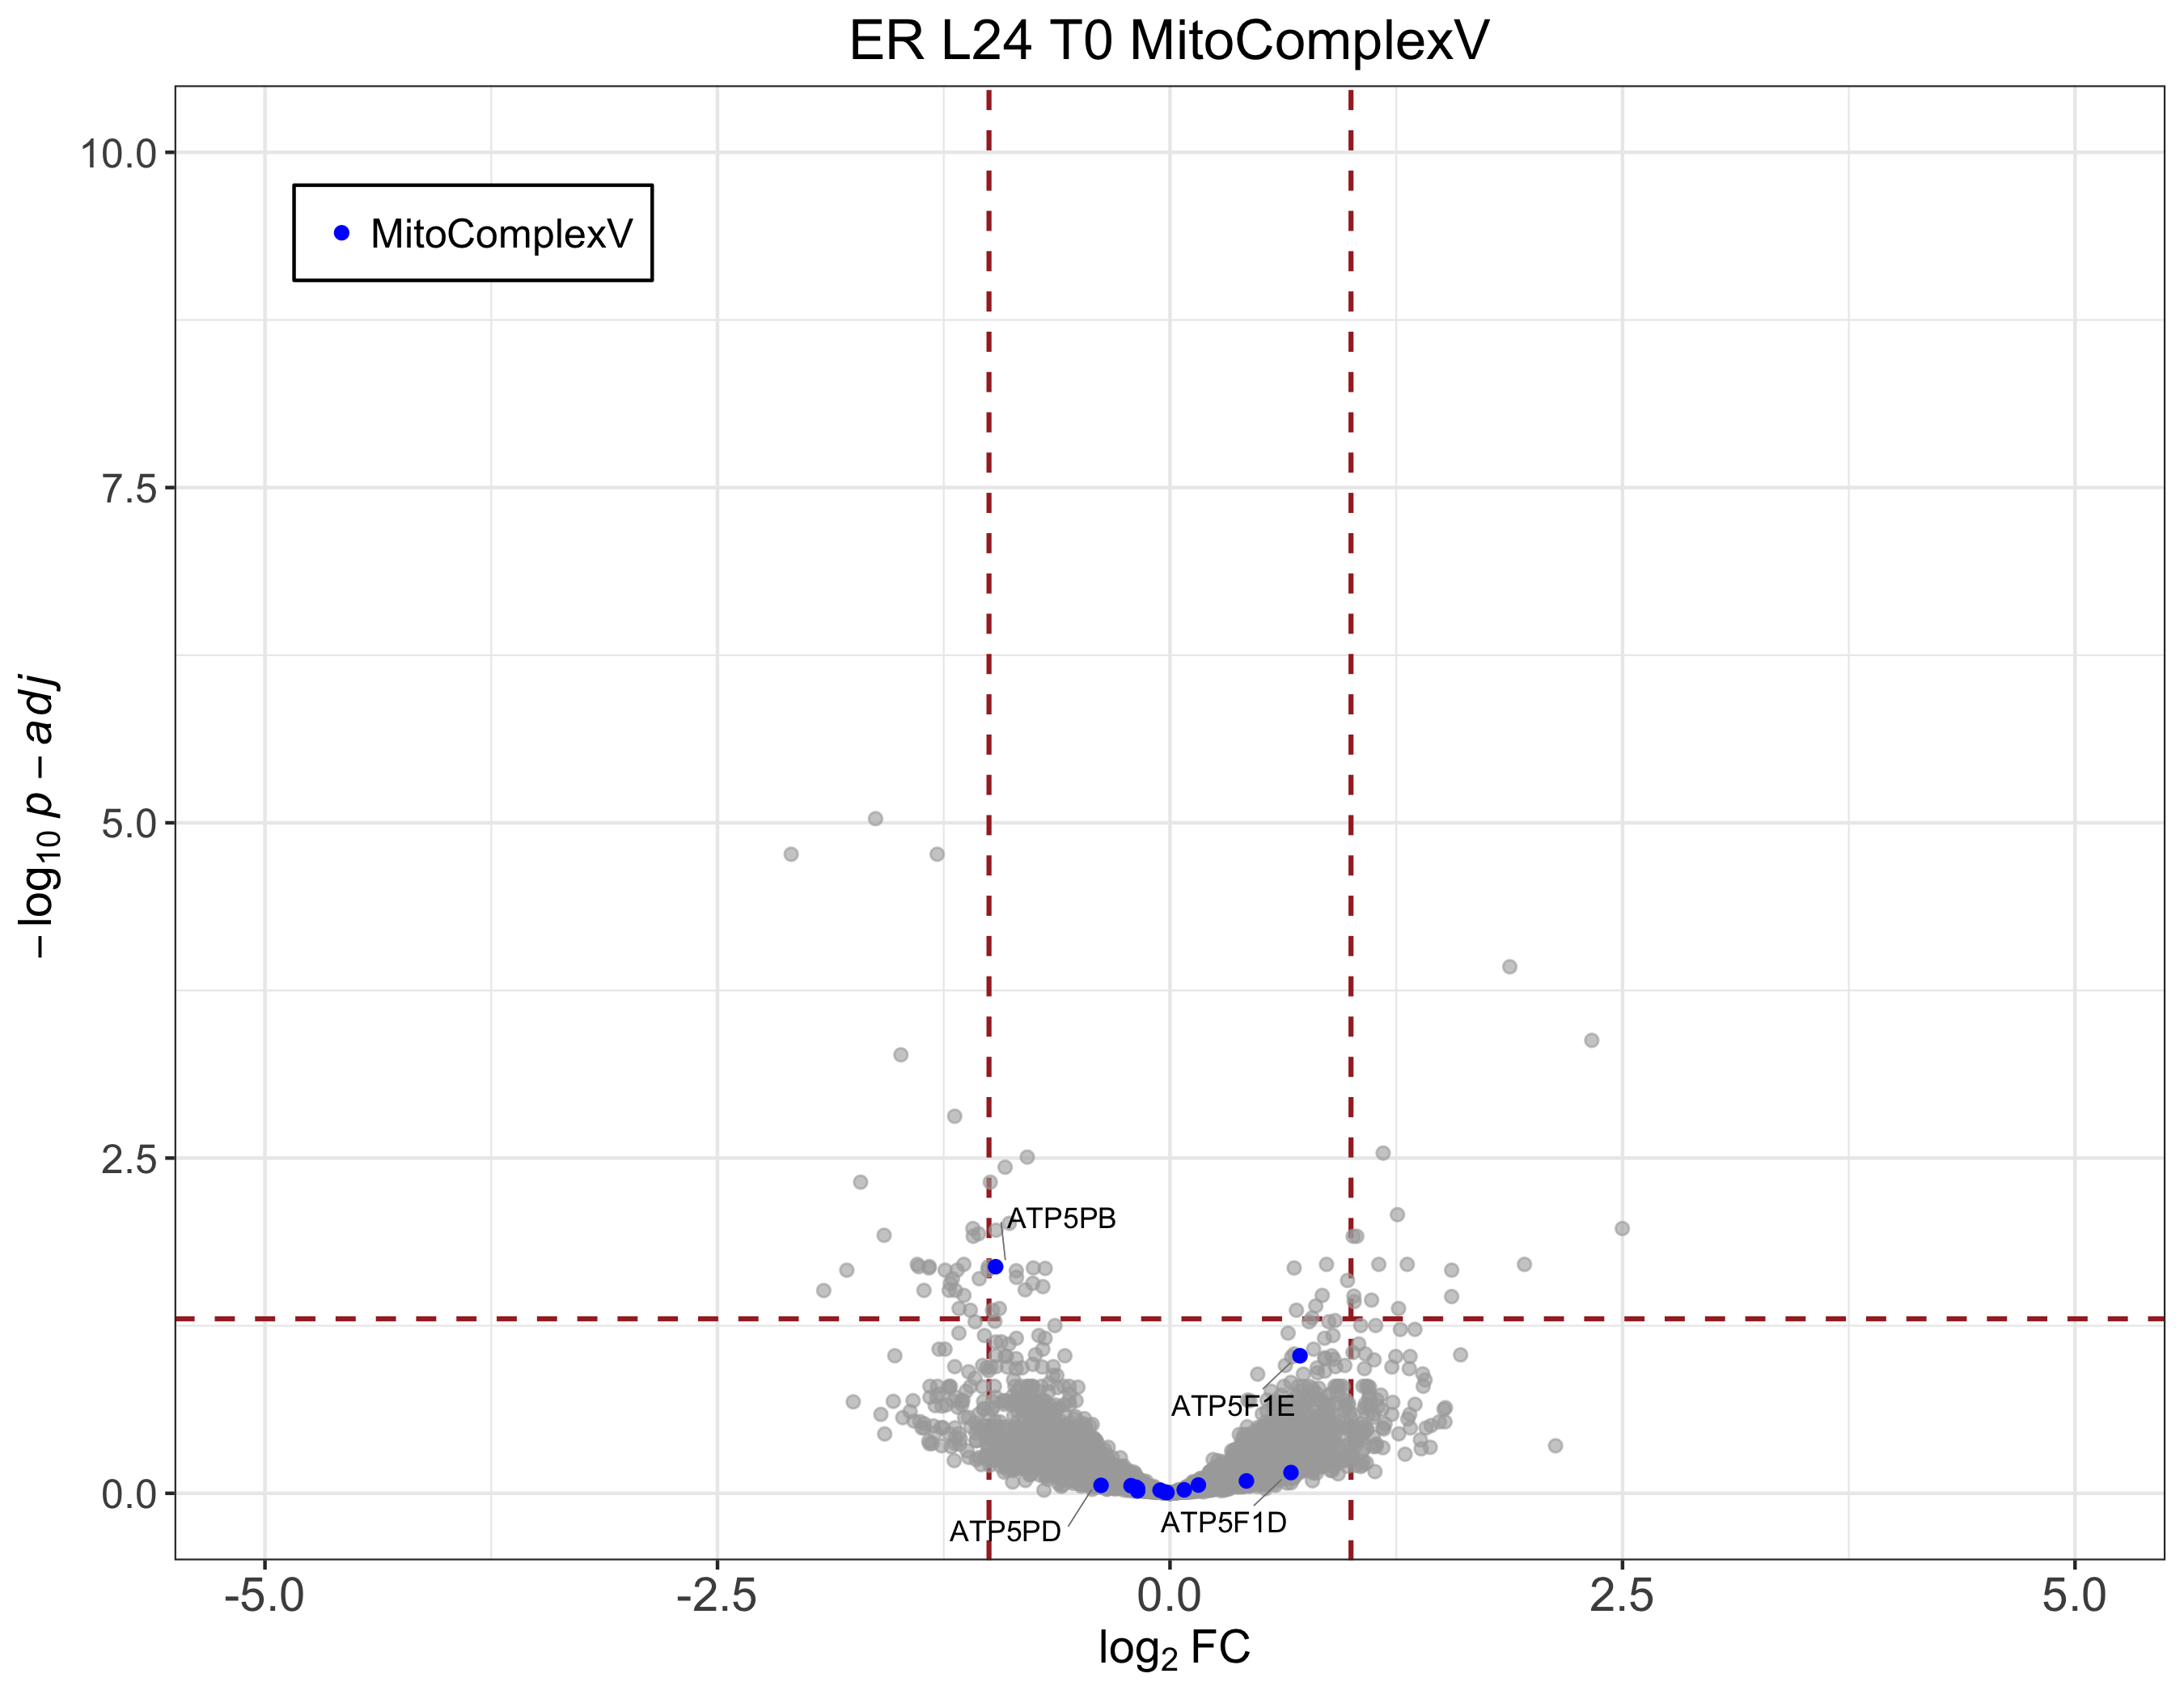 ER L24 T0 MitoComplexV
10.0
MitoComplexV
7.5
5.0
2.5
0.0
−log10 p − adj
ATP5PB
ATP5F1E
ATP5PD
ATP5F1D
-5.0 -2.5 0.0 2.5 5.0
log2 FC